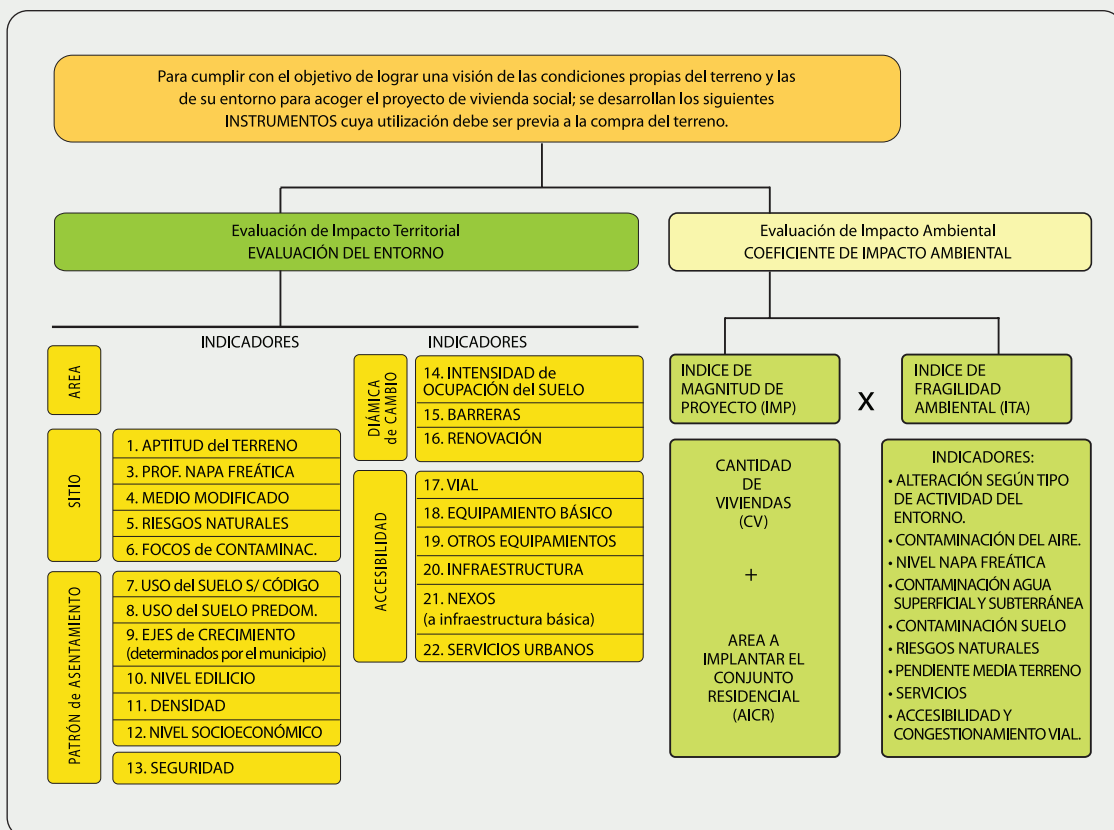 Para cumplir con el objetivo de lograr una visión de las condiciones propias del terreno y las
de su entorno para acoger el proyecto de vivienda social; se desarrollan los siguientes
INSTRUMENTOS cuya utilización debe ser previa a la compra del terreno.
Evaluación de Impacto Territorial
EVALUACIÓN DEL ENTORNO
Evaluación de Impacto Ambiental
COEFICIENTE DE IMPACTO AMBIENTAL
INDICADORES
AREA
SITIO
1. APTITUD del TERRENO
3. PROF. NAPA FREÁTICA
4. MEDIO MODIFICADO
5. RIESGOS NATURALES
6. FOCOS de CONTAMINAC.
PATRÓN de ASENTAMIENTO
7. USO del SUELO S/ CÓDIGO
8. USO del SUELO PREDOM.
9. EJES de CRECIMIENTO
(determinados por el municipio)
10. NIVEL EDILICIO
11. DENSIDAD
12. NIVEL SOCIOECONÓMICO
13. SEGURIDAD
INDICADORES
DIÁMICA
de CAMBIO
14. INTENSIDAD de
OCUPACIÓN del SUELO
15. BARRERAS
16. RENOVACIÓN
ACCESIBILIDAD
17. VIAL
18. EQUIPAMIENTO BÁSICO
19. OTROS EQUIPAMIENTOS
20. INFRAESTRUCTURA
21. NEXOS
(a infraestructura básica)
22. SERVICIOS URBANOS
INDICE DE
MAGNITUD DE
PROYECTO (IMP)
X
INDICE DE
FRAGILIDAD
AMBIENTAL (ITA)
CANTIDAD
DE
VIVIENDAS
(CV)
+
AREA A
IMPLANTAR EL
CONJUNTO
RESIDENCIAL
(AICR)
INDICADORES:
• ALTERACIÓN SEGÚN TIPO
DE ACTIVIDAD DEL
ENTORNO.
• CONTAMINACIÓN DEL AIRE.
• NIVEL NAPA FREÁTICA
• CONTAMINACIÓN AGUA
SUPERFICIAL Y SUBTERRÁNEA
• CONTAMINACIÓN SUELO
• RIESGOS NATURALES
• PENDIENTE MEDIA TERRENO
• SERVICIOS
• ACCESIBILIDAD Y
CONGESTIONAMIENTO VIAL.